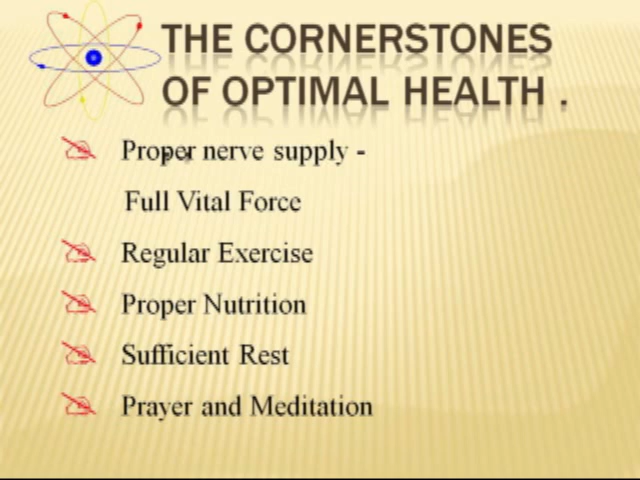 THE CORNERSTONES
OF OPTIMAL HEALTH .
Proper nerve supply -
Full Vital Force
Regular Exercise
Proper Nutrition
Sufficient Rest
Prayer and Meditation